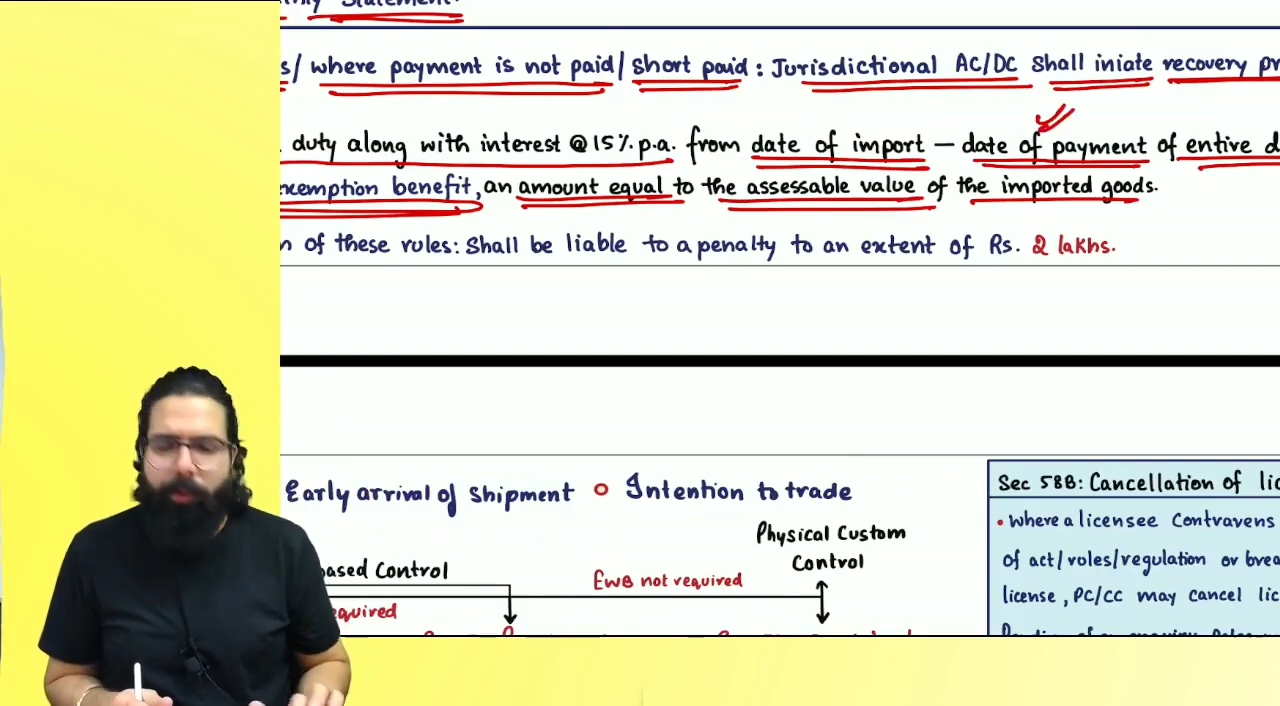 Statement.
s/ where payment is not paid/ short paid : Jurisdictional AC/DC shall iniate recovery pr
duty along with interest @ 15% p.a. from date of import – date of payment of entire d
xemption benefit, an amount equal to the assessable value of the imported goods.
n of these rules: Shall be liable to a penalty to an extent of Rs. 2 lakhs.
Early arrival of Shipment o Intention to trade
Physical Custom
Control
ased Control
EWB not required
equired
Sec 58B: Cancellation of lic
• where a licensee Contravens
of act/rules/regulation or brea
license, PC/CC may cancel lic